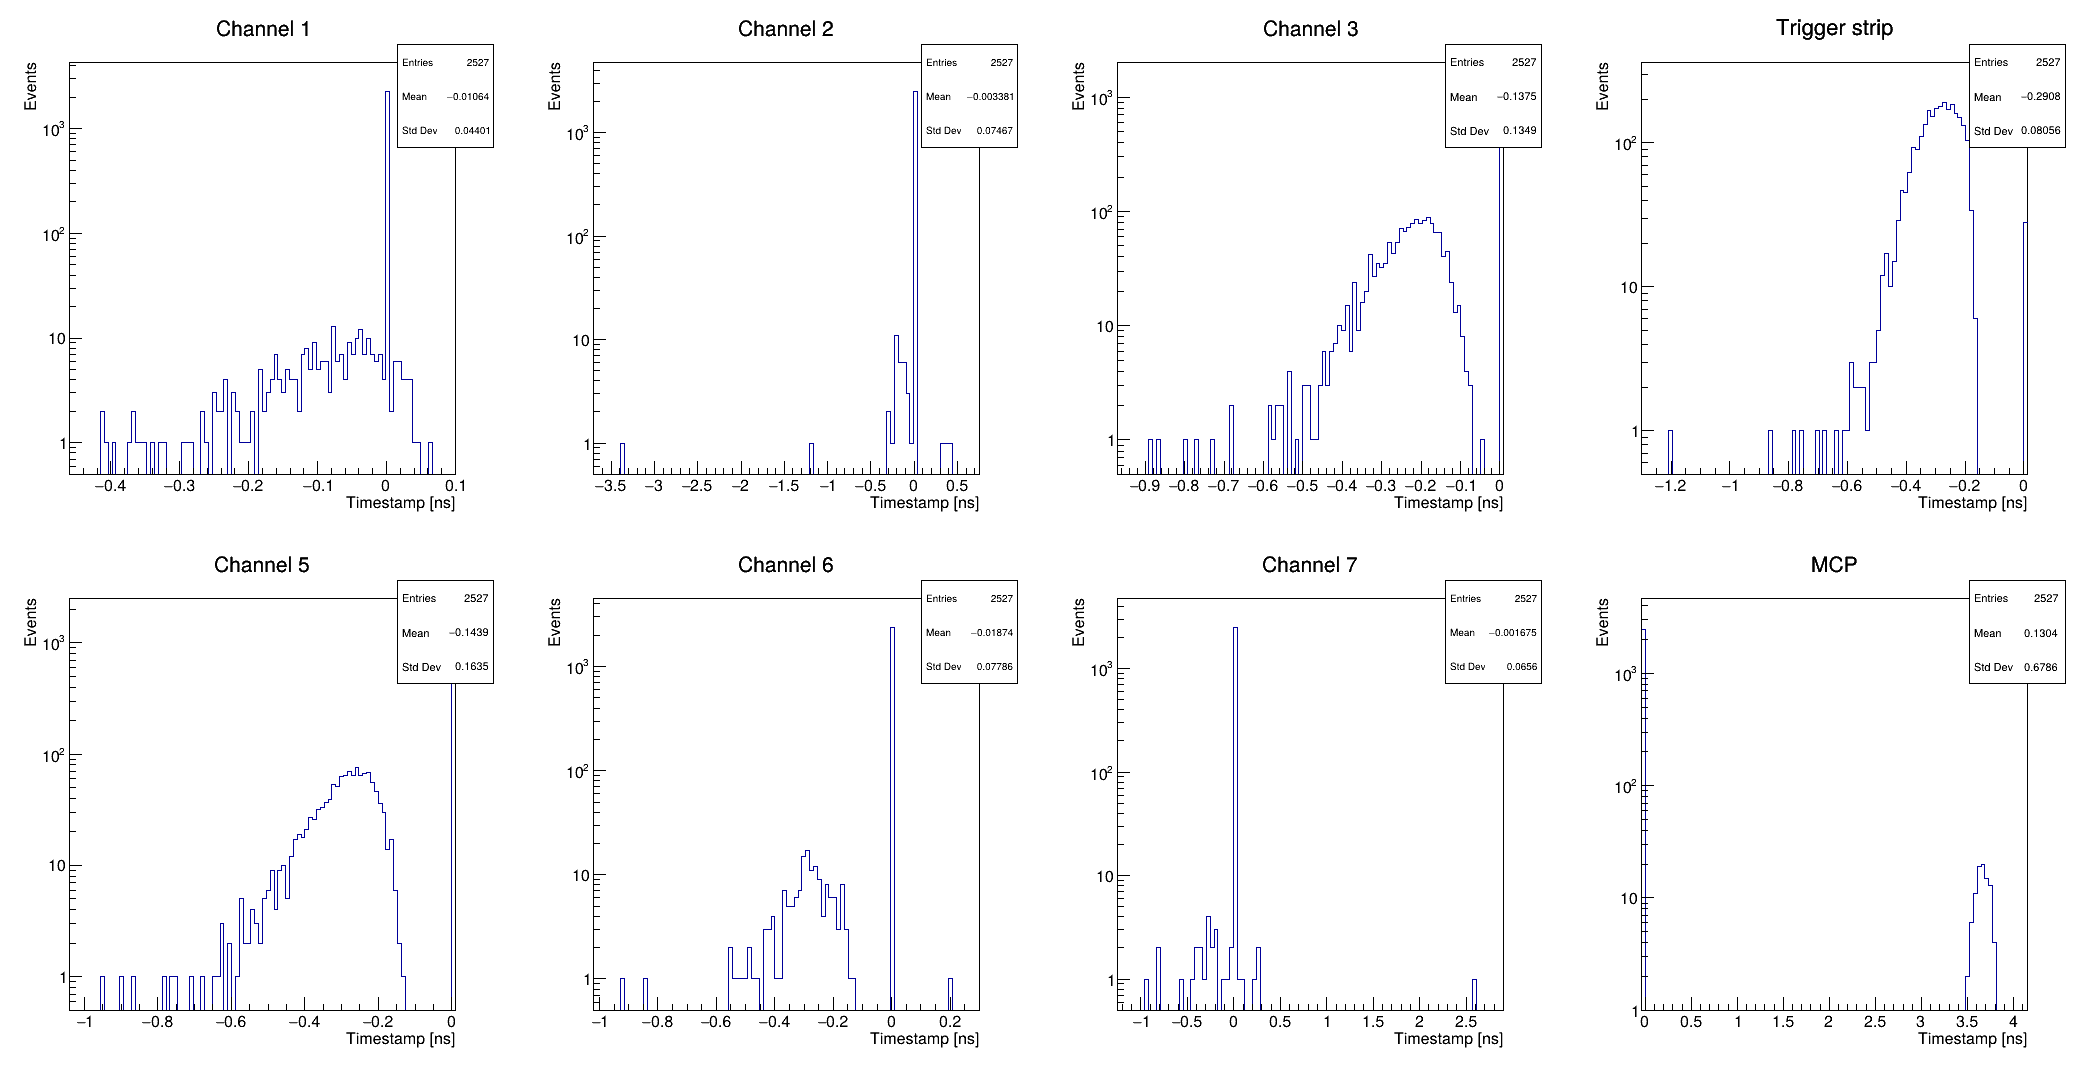 Channel 1
Entries 2527
Mean −0.01064
Std Dev 0.04401
Events
10³
10²
10
1
−0.4 −0.3 −0.2 −0.1 0 0.1
Timestamp [ns]
Channel 2
Entries 2527
Mean −0.003381
Std Dev 0.07467
Events
10³
10²
10
1
−3.5 −3 −2.5 −2 −1.5 −1 −0.5 0 0.5
Timestamp [ns]
Channel 3
Entries 2527
Mean −0.1375
Std Dev 0.1349
Events
10³
10²
10
1
−0.9 −0.8 −0.7 −0.6 −0.5 −0.4 −0.3 −0.2 −0.1 0
Timestamp [ns]
Trigger strip
Entries 2527
Mean −0.2908
Std Dev 0.08056
Events
10²
10
1
−1.2 −1 −0.8 −0.6 −0.4 −0.2 0
Timestamp [ns]
Channel 5
Entries 2527
Mean −0.1439
Std Dev 0.1635
Events
10³
10²
10
1
−1 −0.8 −0.6 −0.4 −0.2 0
Timestamp [ns]
Channel 6
Entries 2527
Mean −0.01874
Std Dev 0.07786
Events
10³
10²
10
1
−1 −0.8 −0.6 −0.4 −0.2 0 0.2
Timestamp [ns]
Channel 7
Entries 2527
Mean −0.001675
Std Dev 0.0656
Events
10³
10²
10
1
−1 −0.5 0 0.5 1 1.5 2 2.5
Timestamp [ns]
MCP
Entries 2527
Mean 0.1304
Std Dev 0.6786
Events
10³
10²
10
1
0 0.5 1 1.5 2 2.5 3 3.5 4
Timestamp [ns]